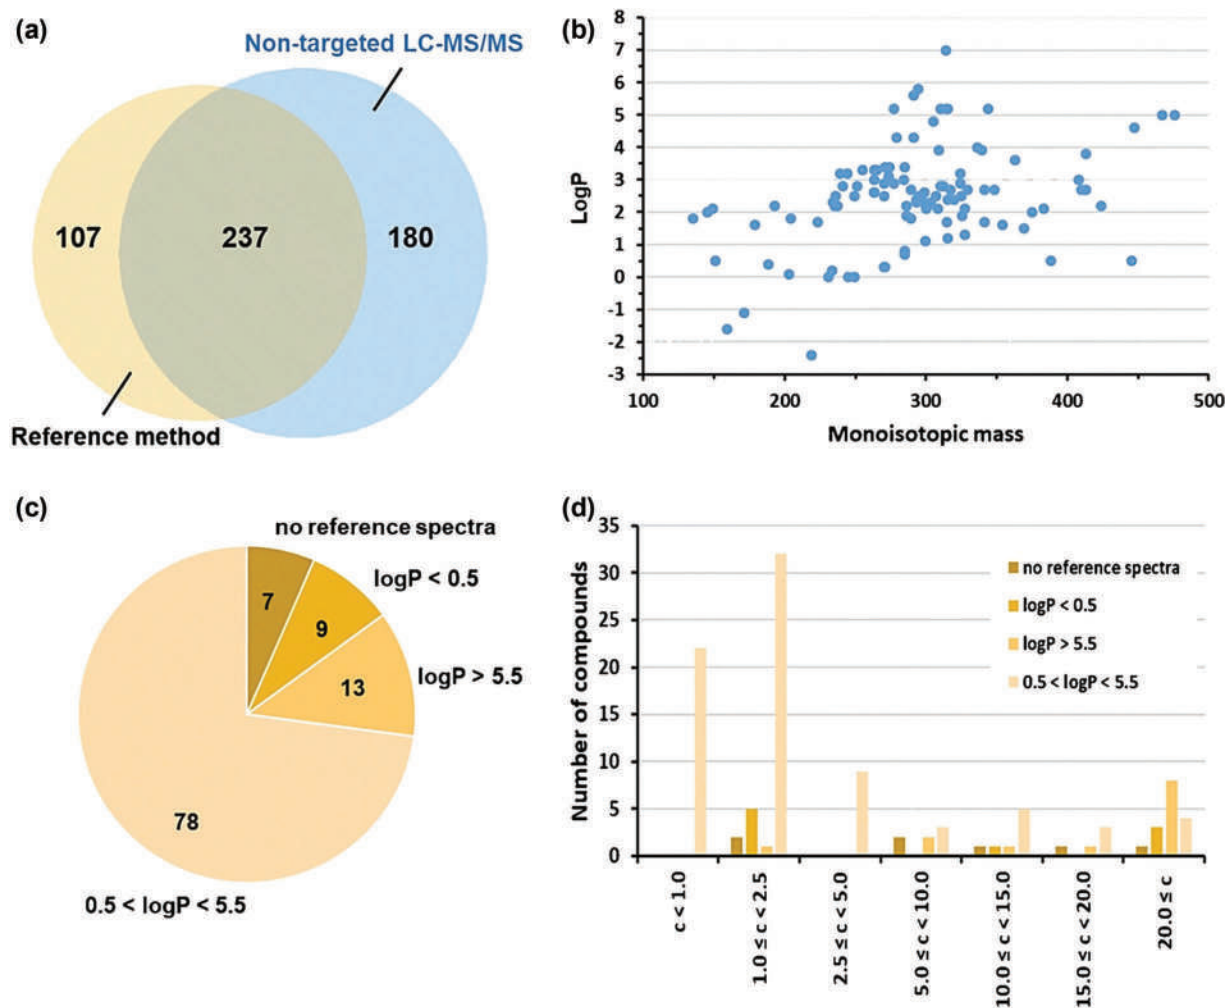 (a)
Non-targeted LC-MS/MS
107
237
180
Reference method
(b)
LogP
8
7
6
5
4
3
2
1
0
-1
-2
-3
100
200
300
400
500
Monoisotopic mass
(c)
no reference spectra
logP < 0.5
logP > 5.5
7
9
13
78
0.5 < logP < 5.5
(d)
Number of compounds
35
30
25
20
15
10
5
0
no reference spectra
logP < 0.5
logP > 5.5
0.5 < logP < 5.5
c < 1.0
1.0 ≤ c < 2.5
2.5 ≤ c < 5.0
5.0 ≤ c < 10.0
10.0 ≤ c < 15.0
15.0 ≤ c < 20.0
20.0 ≤ c